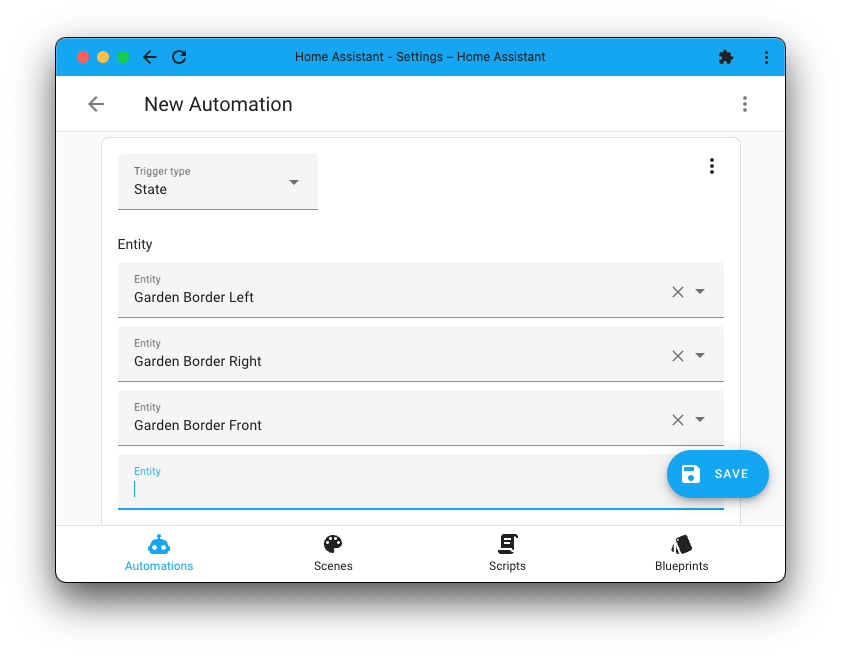 Home Assistant - Settings – Home Assistant
New Automation
Trigger type
State
Entity
Entity
Garden Border Left
Entity
Garden Border Right
Entity
Garden Border Front
Entity
SAVE
Automations
Scenes
Scripts
Blueprints